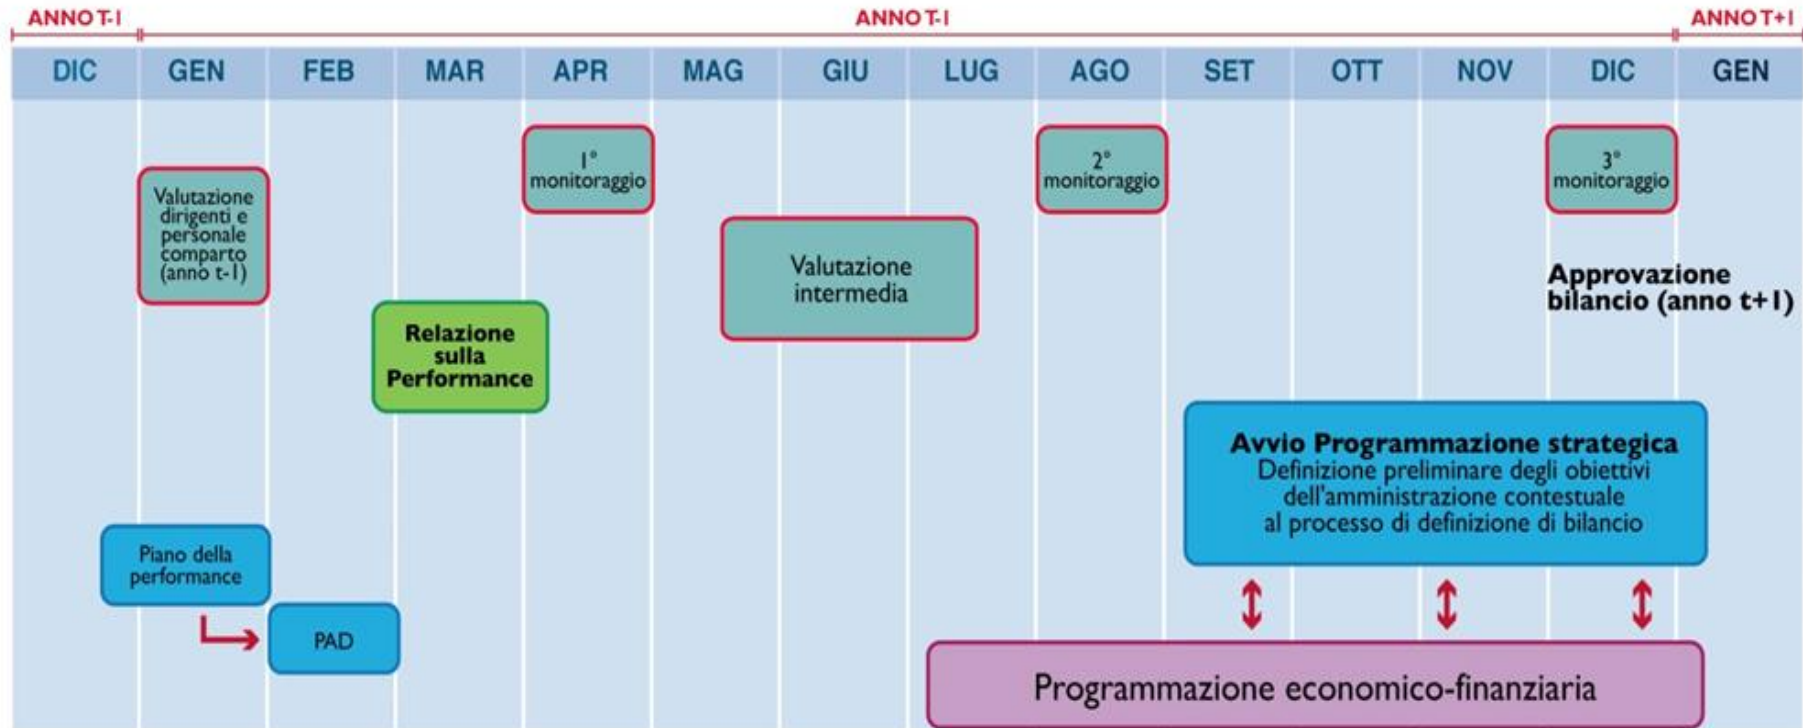 ANNO T-1 ANNO T-1 ANNO T+1
DIC GEN FEB MAR APR MAG GIU LUG AGO SET OTT NOV DIC GEN
1°
monitoraggio
2°
monitoraggio
3°
monitoraggio
Valutazione
dirigenti e
personale
comparto
(anno t-1)
Valutazione
intermedia
Approvazione
bilancio (anno t+1)
Relazione
sulla
Performance
Avvio Programmazione strategica
Definizione preliminare degli obiettivi
dell'amministrazione contestuale
al processo di definizione di bilancio
Piano della
performance
PAD
Programmazione economico-finanziaria